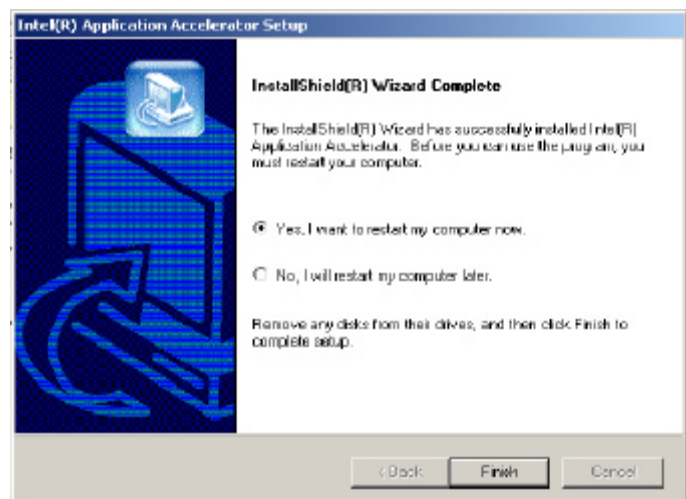 Intel(R) Application Accelerator Setup
InstallShield(R) Wizard Complete
The InstallShield(R) Wizard has successfully installed Intel(R)
Application Accelerator. Before you can use the program, you
must restart your computer.
Yes, I want to restart my computer now.
No, I will restart my computer later.
Remove any disks from their drives, and then click Finish to
complete setup.
< Back Finish Cancel